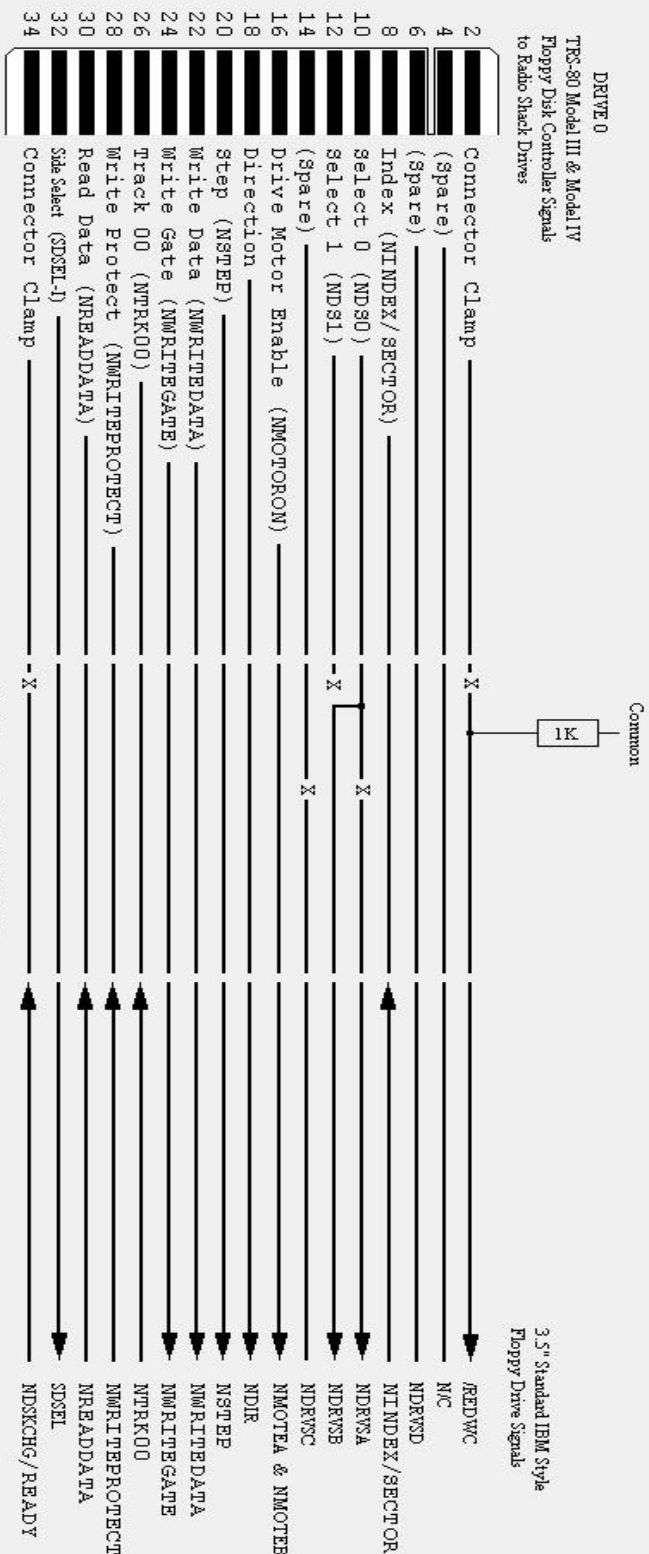 DRIVE 0
TRS-80 Model III & Model IV
Floppy Disk Controller Signals
to Radio Shack Drives
Common
1K
3.5" Standard IBM Style
Floppy Drive Signals
2 Connector Clamp X /REDWC
4 (Spare) N/C
6 (Spare) NDRVSD
8 Index (NINDEX/SECTOR) NINDEX/SECTOR
10 Select 0 (NDS0) X NDRVSA
12 Select 1 (NDS1) X NDRVSB
14 (Spare) X NDRVSC
16 Drive Motor Enable (NMOTORON) NMOTEA & NMOTEB
18 Direction NDIR
20 Step (NSTEP) NSTEP
22 Write Data (NWRITEDATA) NWRITEDATA
24 Write Gate (NWRITEGATE) NWRITEGATE
26 Track 00 (NTRK00) NTRK00
28 Write Protect (NWRITEPROTECT) NWRITEPROTECT
30 Read Data (NREADDATA) NREADDATA
32 Side Select (SDSEL-I) SDSEL
34 Connector Clamp X NDSKCHG/READY